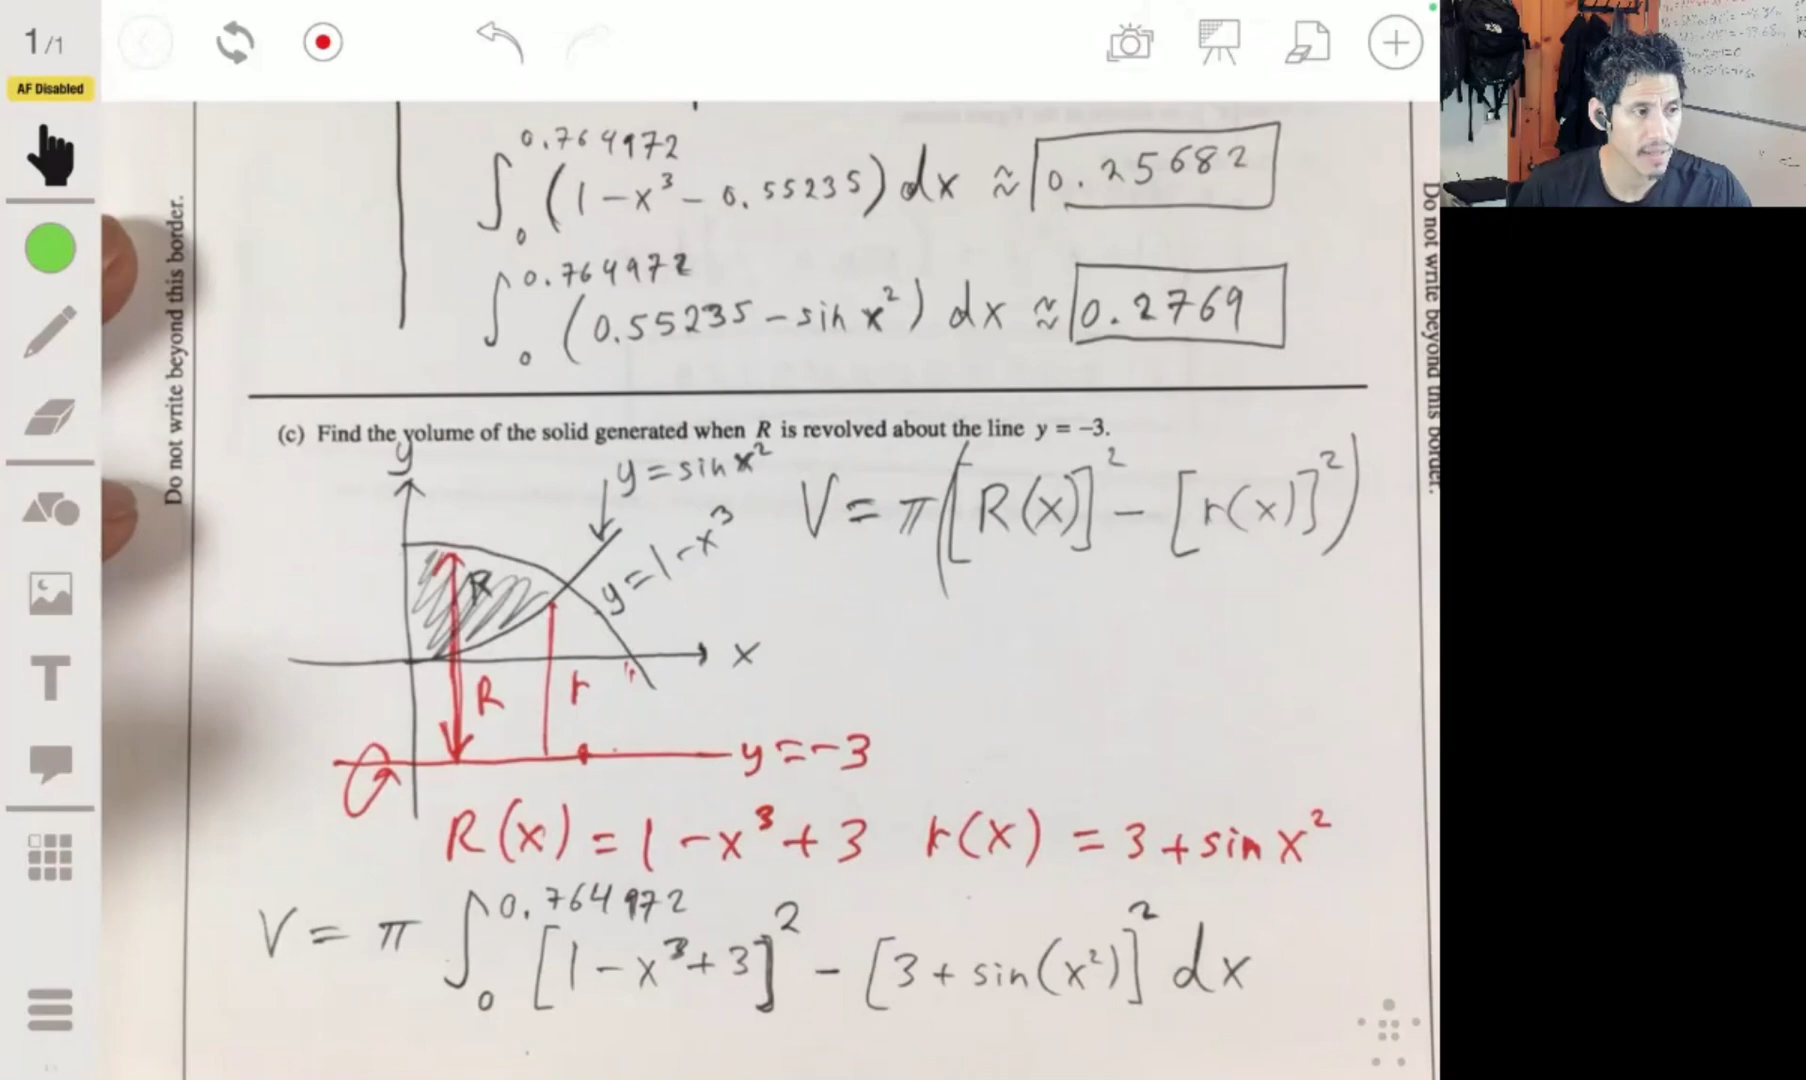 1/1
AF Disabled
∫₀^0.764972 (1-x³ - 0.55235) dx ≈ 0.25682
∫₀^0.764972 (0.55235 - sin x²) dx ≈ 0.2769
Do not write beyond this border.
Do not write beyond this border.
(c) Find the volume of the solid generated when R is revolved about the line y = -3.
y
y = sin x²
y = 1 - x³
V = π([R(x)]² - [r(x)]²)
R
x
R
r
y = -3
R(x) = 1 - x³ + 3 r(x) = 3 + sin x²
V = π ∫₀^0.764972 [1 - x³ + 3]² - [3 + sin(x²)]² dx
T